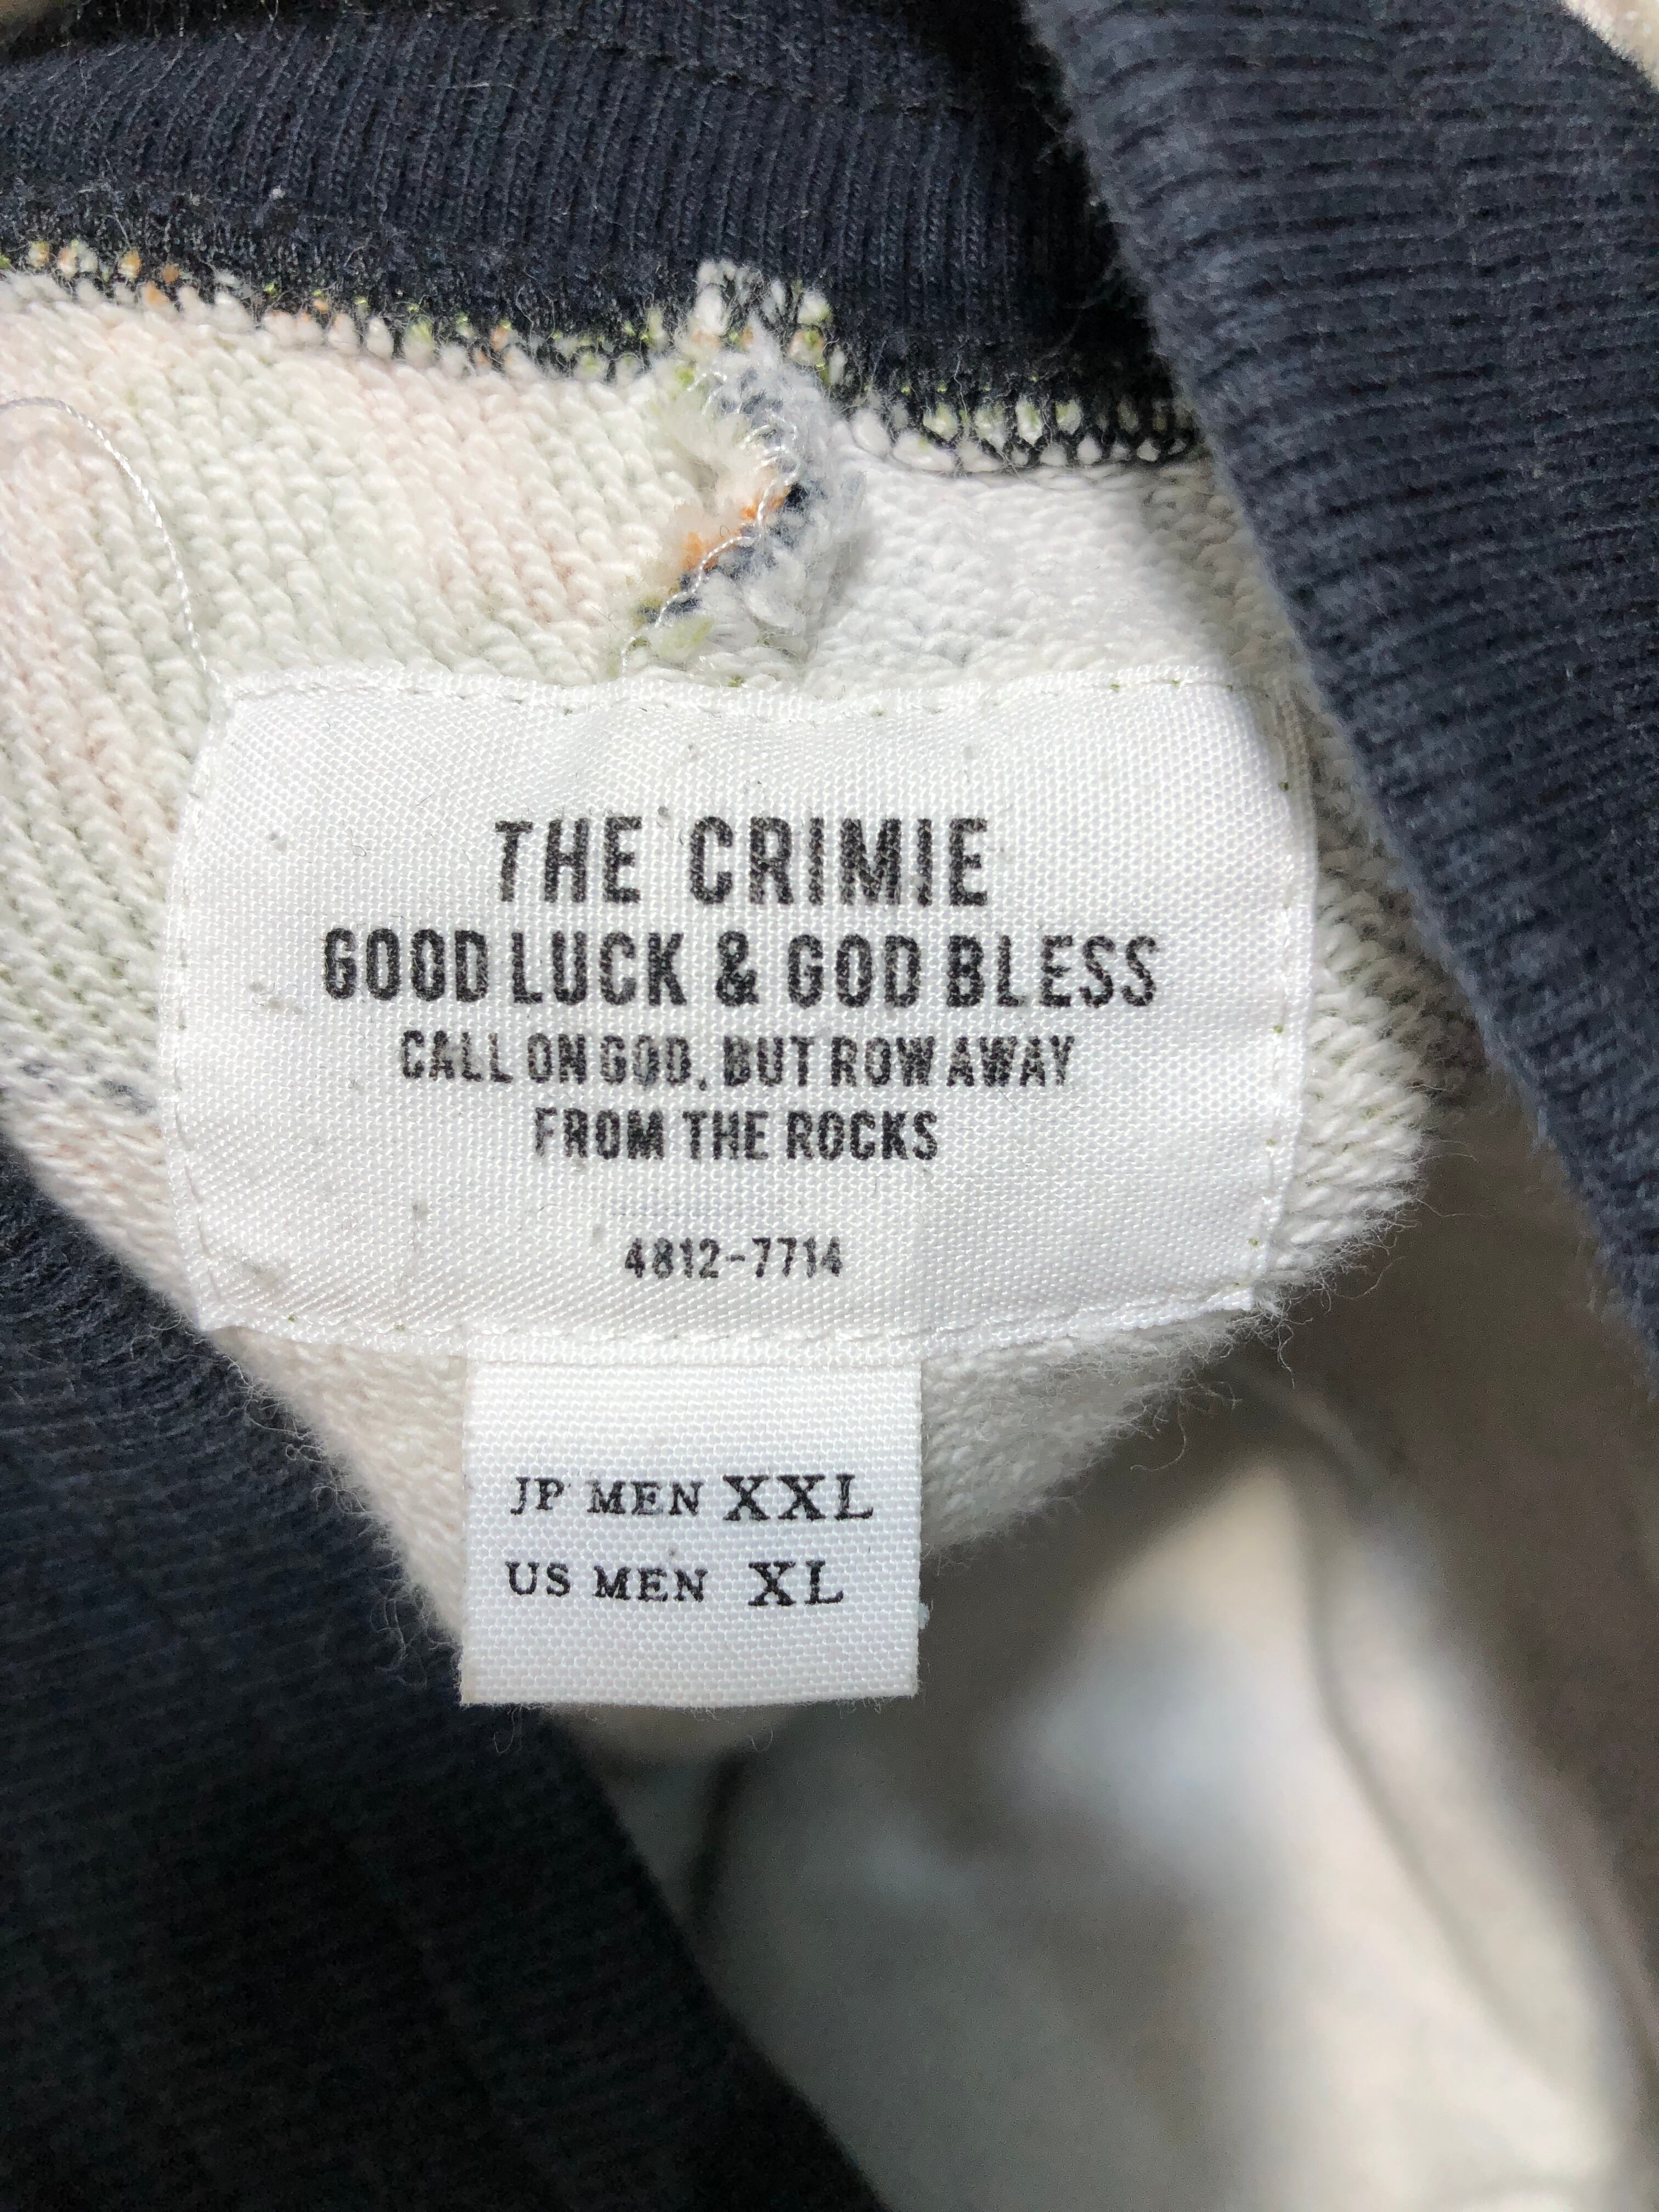 THE CRIMIE
GOOD LUCK & GOD BLESS
CALL ON GOD, BUT ROW AWAY
FROM THE ROCKS
4812-7714
JP MEN XXL
US MEN XL